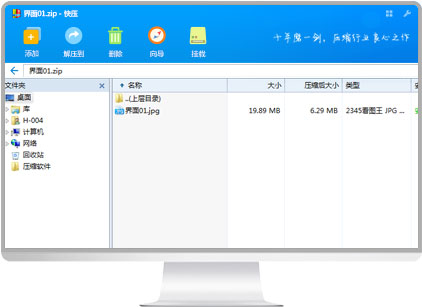 界面01.zip - 快压
添加 解压到 删除 向导 挂载
十年磨一剑，压缩行业良心之作
界面01.zip
文件夹 名称 大小 压缩后大小 类型
桌面
库
H-004
计算机
网络
回收站
压缩软件
..(上层目录)
界面01.jpg 19.89 MB 6.29 MB 2345看图王 JPG ...